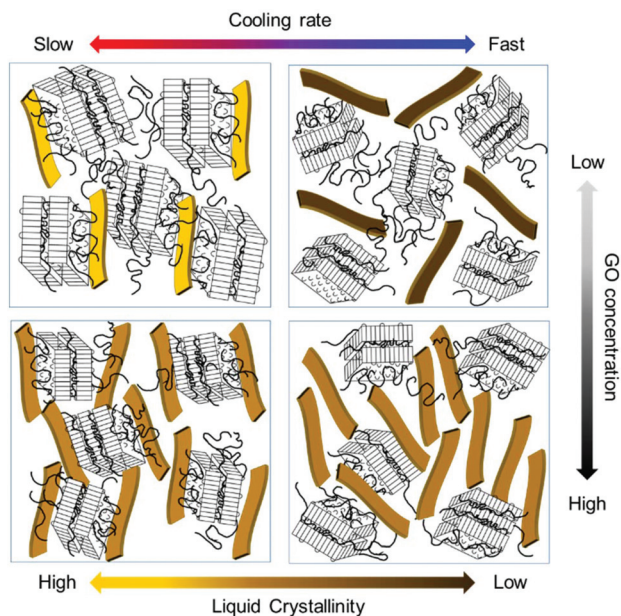 Cooling rate
Slow
Fast
Low
GO concentration
High
High
Low
Liquid Crystallinity